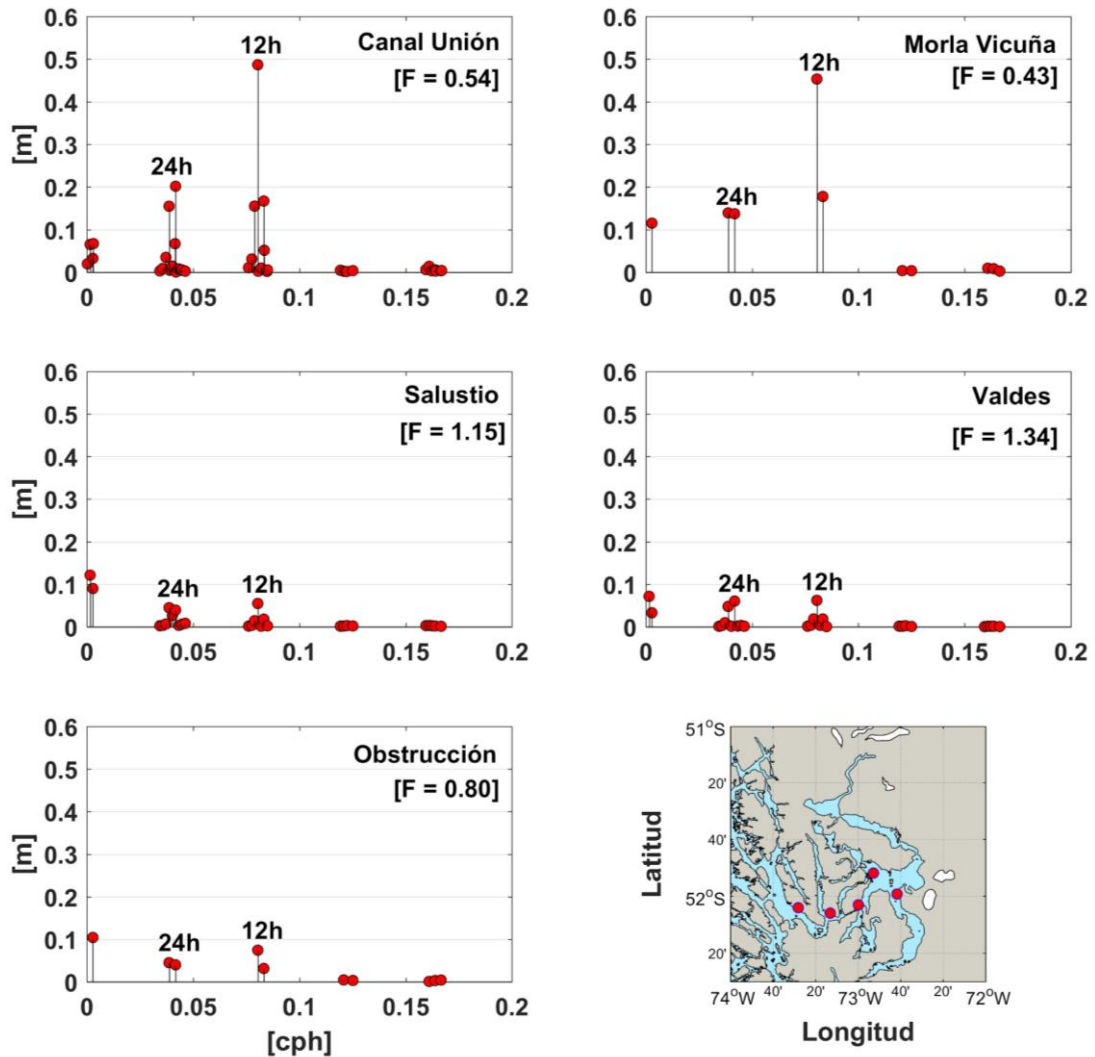 0.6
0.5
0.4
0.3
0.2
0.1
0
[m]
Canal Unión
[F = 0.54]
12h
24h
0 0.05 0.1 0.15 0.2
0.6
0.5
0.4
0.3
0.2
0.1
0
Morla Vicuña
[F = 0.43]
12h
24h
0 0.05 0.1 0.15 0.2
0.6
0.5
0.4
0.3
0.2
0.1
0
[m]
Salustio
[F = 1.15]
24h 12h
0 0.05 0.1 0.15 0.2
0.6
0.5
0.4
0.3
0.2
0.1
0
Valdes
[F = 1.34]
24h 12h
0 0.05 0.1 0.15 0.2
0.6
0.5
0.4
0.3
0.2
0.1
0
[m]
Obstrucción
[F = 0.80]
24h 12h
0 0.05 0.1 0.15 0.2
[cph]
51°S
20'
40'
52°S
20'
Latitud
74°W 40' 20' 73°W 40' 20' 72°W
Longitud